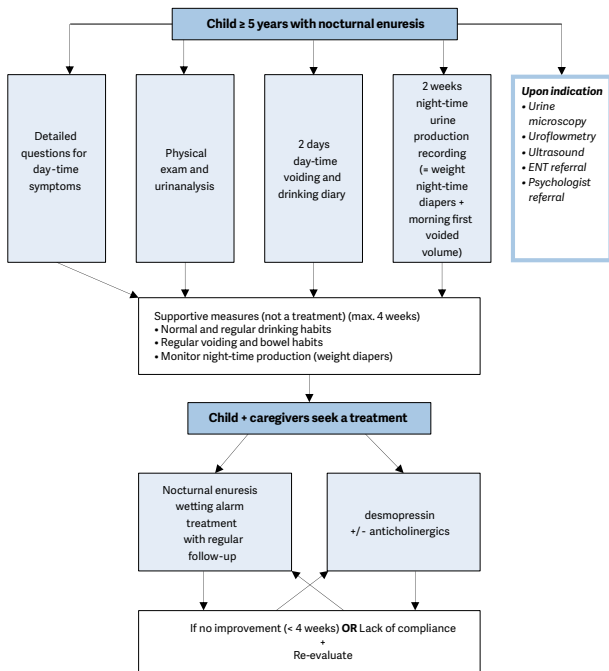 Child ≥ 5 years with nocturnal enuresis
Detailed
questions for
day-time
symptoms
Physical
exam and
urinanalysis
2 days
day-time
voiding and
drinking diary
2 weeks
night-time
urine
production
recording
(= weight
night-time
diapers +
morning first
voided
volume)
Upon indication
• Urine
microscopy
• Uroflowmetry
• Ultrasound
• ENT referral
• Psychologist
referral
Supportive measures (not a treatment) (max. 4 weeks)
• Normal and regular drinking habits
• Regular voiding and bowel habits
• Monitor night-time production (weight diapers)
Child + caregivers seek a treatment
Nocturnal enuresis
wetting alarm
treatment
with regular
follow-up
desmopressin
+/- anticholinergics
If no improvement (< 4 weeks) OR Lack of compliance
+
Re-evaluate